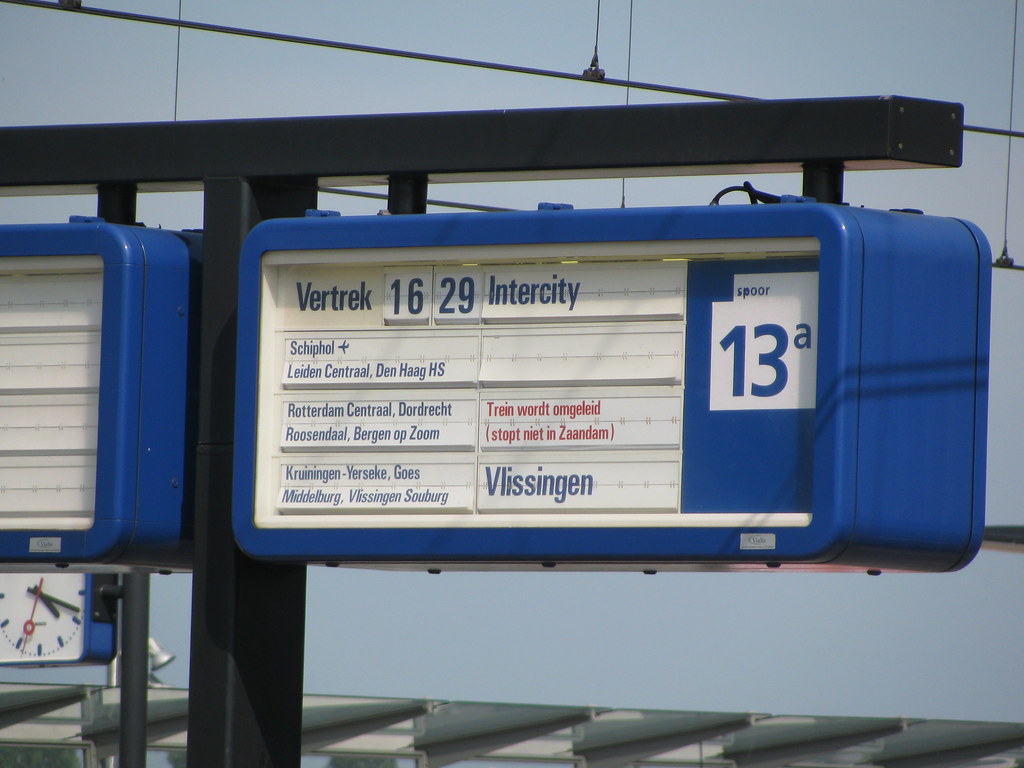 Vertrek 16 29 Intercity
spoor
13a
Schiphol
Leiden Centraal, Den Haag HS
Rotterdam Centraal, Dordrecht
Roosendaal, Bergen op Zoom
Trein wordt omgeleid
(stopt niet in Zaandam)
Kruiningen-Yerseke, Goes
Middelburg, Vlissingen Souburg
Vlissingen